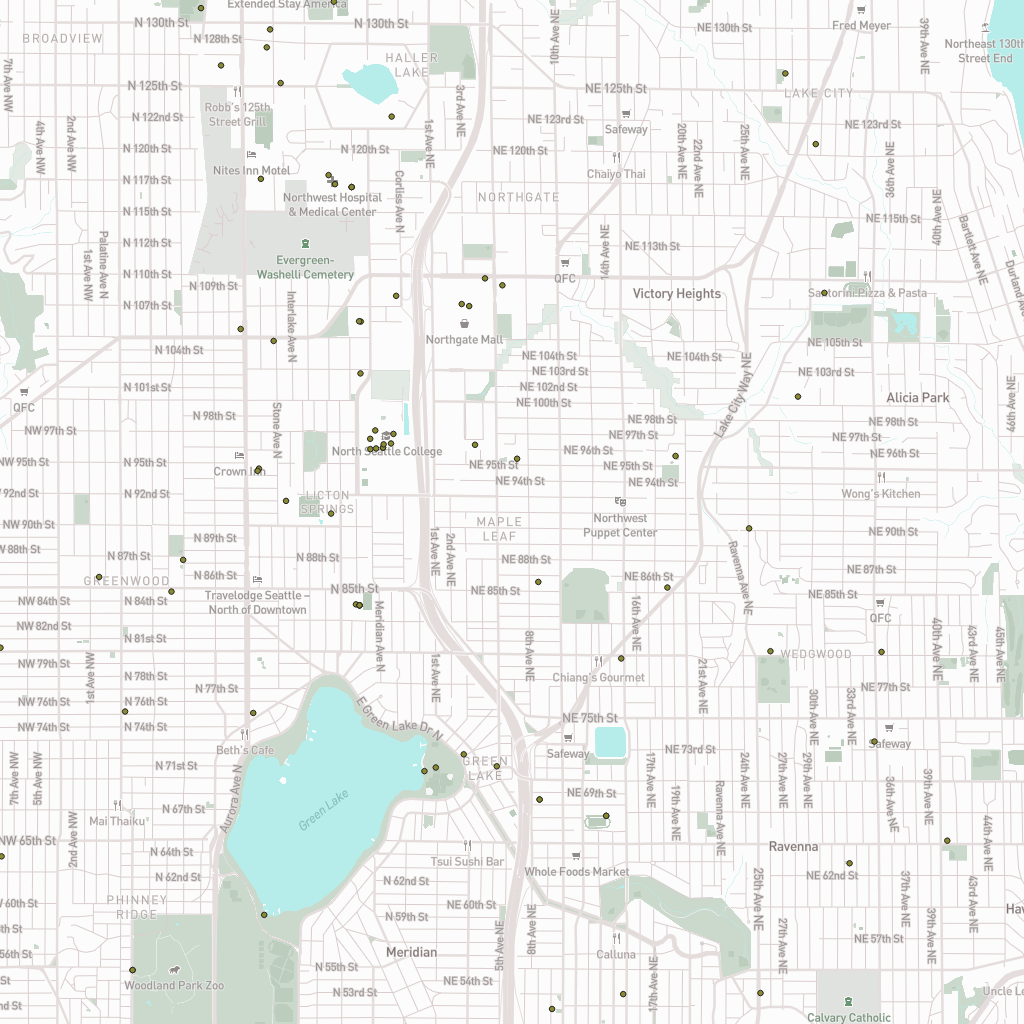 Extended Stay America
N 130th St
N 130th St
NE 130th St
Fred Meyer
BROADVIEW
N 128th St
10th Ave NE
39th Ave NE
Northeast 130th
Street End
HALLER
LAKE
7th Ave NW
N 125th St
NE 125th St
LAKE CITY
Robb's 125th
Street Grill
3rd Ave NE
N 122nd St
NE 123rd St
NE 123rd St
Safeway
4th Ave NW
2nd Ave NW
1st Ave NE
20th Ave NE
22nd Ave NE
25th Ave NE
N 120th St
N 120th St
NE 120th St
36th Ave NE
Nites Inn Motel
Chaiyo Thai
N 117th St
Northwest Hospital
& Medical Center
Corliss Ave N
NORTHGATE
40th Ave NE
Bartlett Ave NE
N 115th St
NE 115th St
Palatine Ave N
1st Ave NW
N 112th St
14th Ave NE
NE 113th St
Evergreen-
Washelli Cemetery
N 110th St
QFC
Durland Ave
N 109th St
Victory Heights
Santorini Pizza & Pasta
N 107th St
Interlake Ave N
Northgate Mall
N 104th St
NE 104th St
NE 104th St
NE 105th St
NE 103rd St
NE 103rd St
N 101st St
NE 102nd St
NE 100th St
Lake City Way NE
46th Ave NE
QFC
Alicia Park
N 98th St
Stone Ave N
NE 98th St
NE 98th St
NW 97th St
NE 97th St
NE 97th St
North Seattle College
NE 96th St
NE 96th St
NW 95th St
N 95th St
Crown Inn
NE 95th St
NE 95th St
NE 94th St
NE 94th St
92nd St
N 92nd St
LICTON
SPRINGS
Wong's Kitchen
Northwest
Puppet Center
MAPLE
LEAF
NW 90th St
N 89th St
NE 90th St
1st Ave NE
2nd Ave NE
Ravenna Ave NE
88th St
N 87th St
N 88th St
NE 88th St
NE 87th St
GREENWOOD
N 86th St
NE 86th St
N 85th St
NE 85th St
NE 85th St
Travelodge Seattle –
North of Downtown
NW 84th St
N 84th St
Meridian Ave N
16th Ave NE
QFC
NW 82nd St
N 81st St
8th Ave NE
40th Ave NE
43rd Ave NE
45th Ave NE
1st Ave NW
NW 79th St
N 78th St
1st Ave NE
Chiang's Gourmet
21st Ave NE
WEDGWOOD
N 77th St
NE 77th St
NW 76th St
N 76th St
E Green Lake Dr N
30th Ave NE
33rd Ave NE
NW 74th St
N 74th St
NE 75th St
Beth's Cafe
Safeway
NE 73rd St
Safeway
7th Ave NW
5th Ave NW
N 71st St
GREEN
LAKE
17th Ave NE
24th Ave NE
27th Ave NE
29th Ave NE
Green Lake
Aurora Ave N
NE 69th St
19th Ave NE
Ravenna Ave NE
36th Ave NE
39th Ave NE
N 67th St
Mai Thaiku
2nd Ave NW
44th Ave NE
NW 65th St
N 64th St
Ravenna
Tsui Sushi Bar
Whole Foods Market
N 62nd St
N 62nd St
NE 62nd St
25th Ave NE
37th Ave NE
43rd Ave NE
PHINNEY
RIDGE
60th St
NE 60th St
N 59th St
5th Ave NE
8th Ave NE
27th Ave NE
39th Ave NE
NE 57th St
56th St
Meridian
Calluna
N 55th St
NE 54th St
N 53rd St
17th Ave NE
Woodland Park Zoo
Calvary Catholic